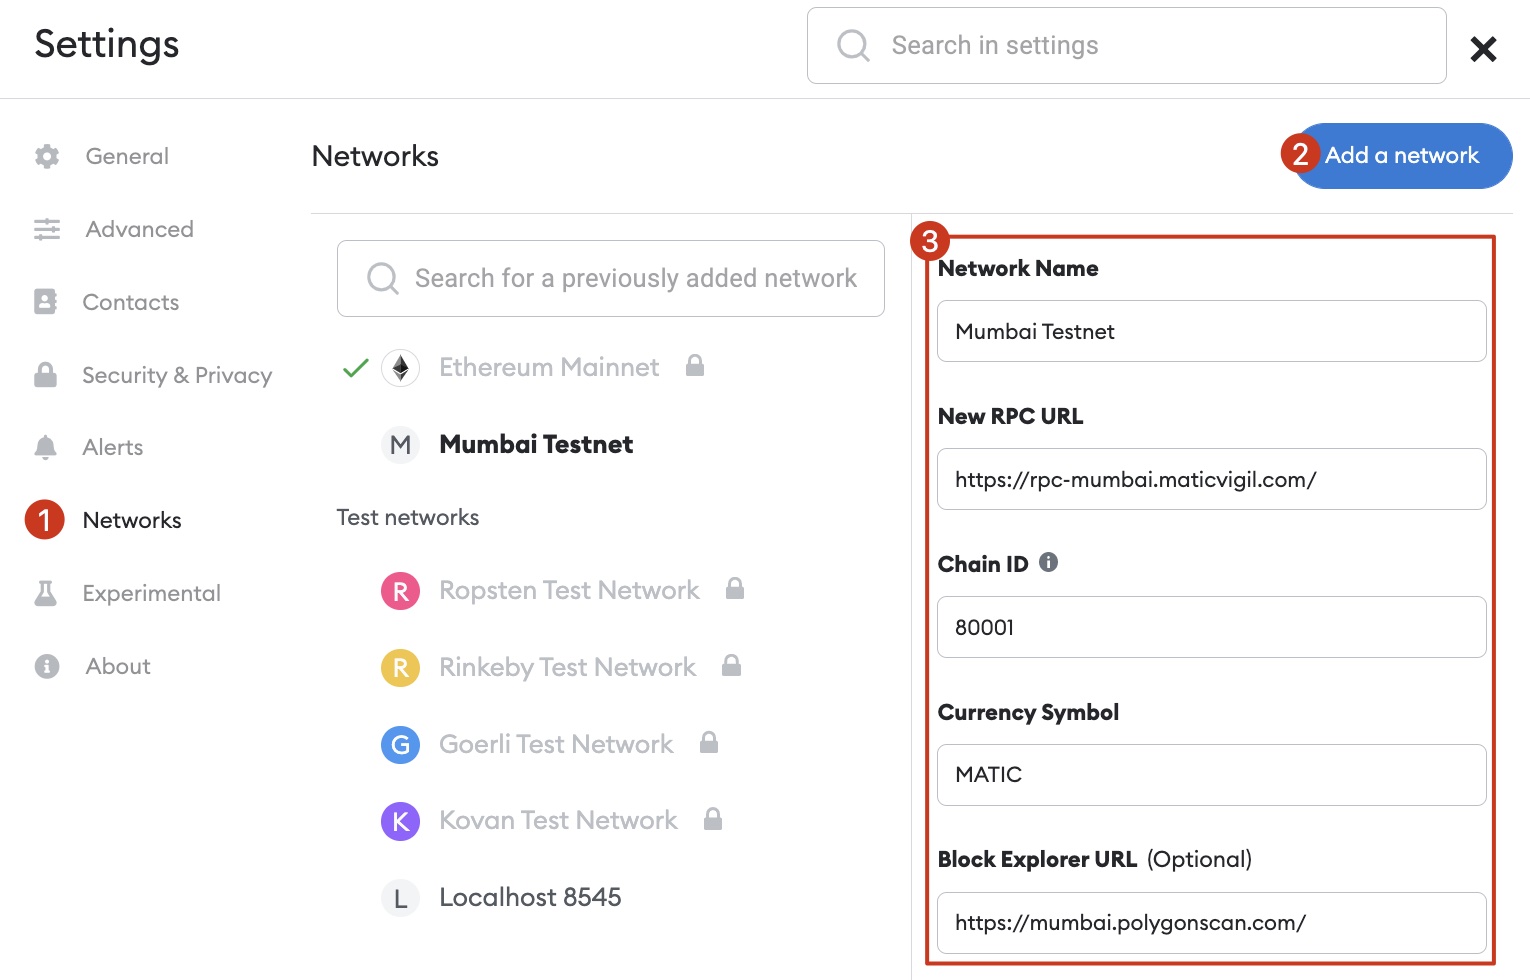 Settings
Search in settings
General
Advanced
Contacts
Security & Privacy
Alerts
1 Networks
Experimental
About
Networks
2 Add a network
Search for a previously added network
Ethereum Mainnet
M Mumbai Testnet
Test networks
R Ropsten Test Network
R Rinkeby Test Network
G Goerli Test Network
K Kovan Test Network
L Localhost 8545
3
Network Name
Mumbai Testnet
New RPC URL
https://rpc-mumbai.maticvigil.com/
Chain ID
80001
Currency Symbol
MATIC
Block Explorer URL (Optional)
https://mumbai.polygonscan.com/